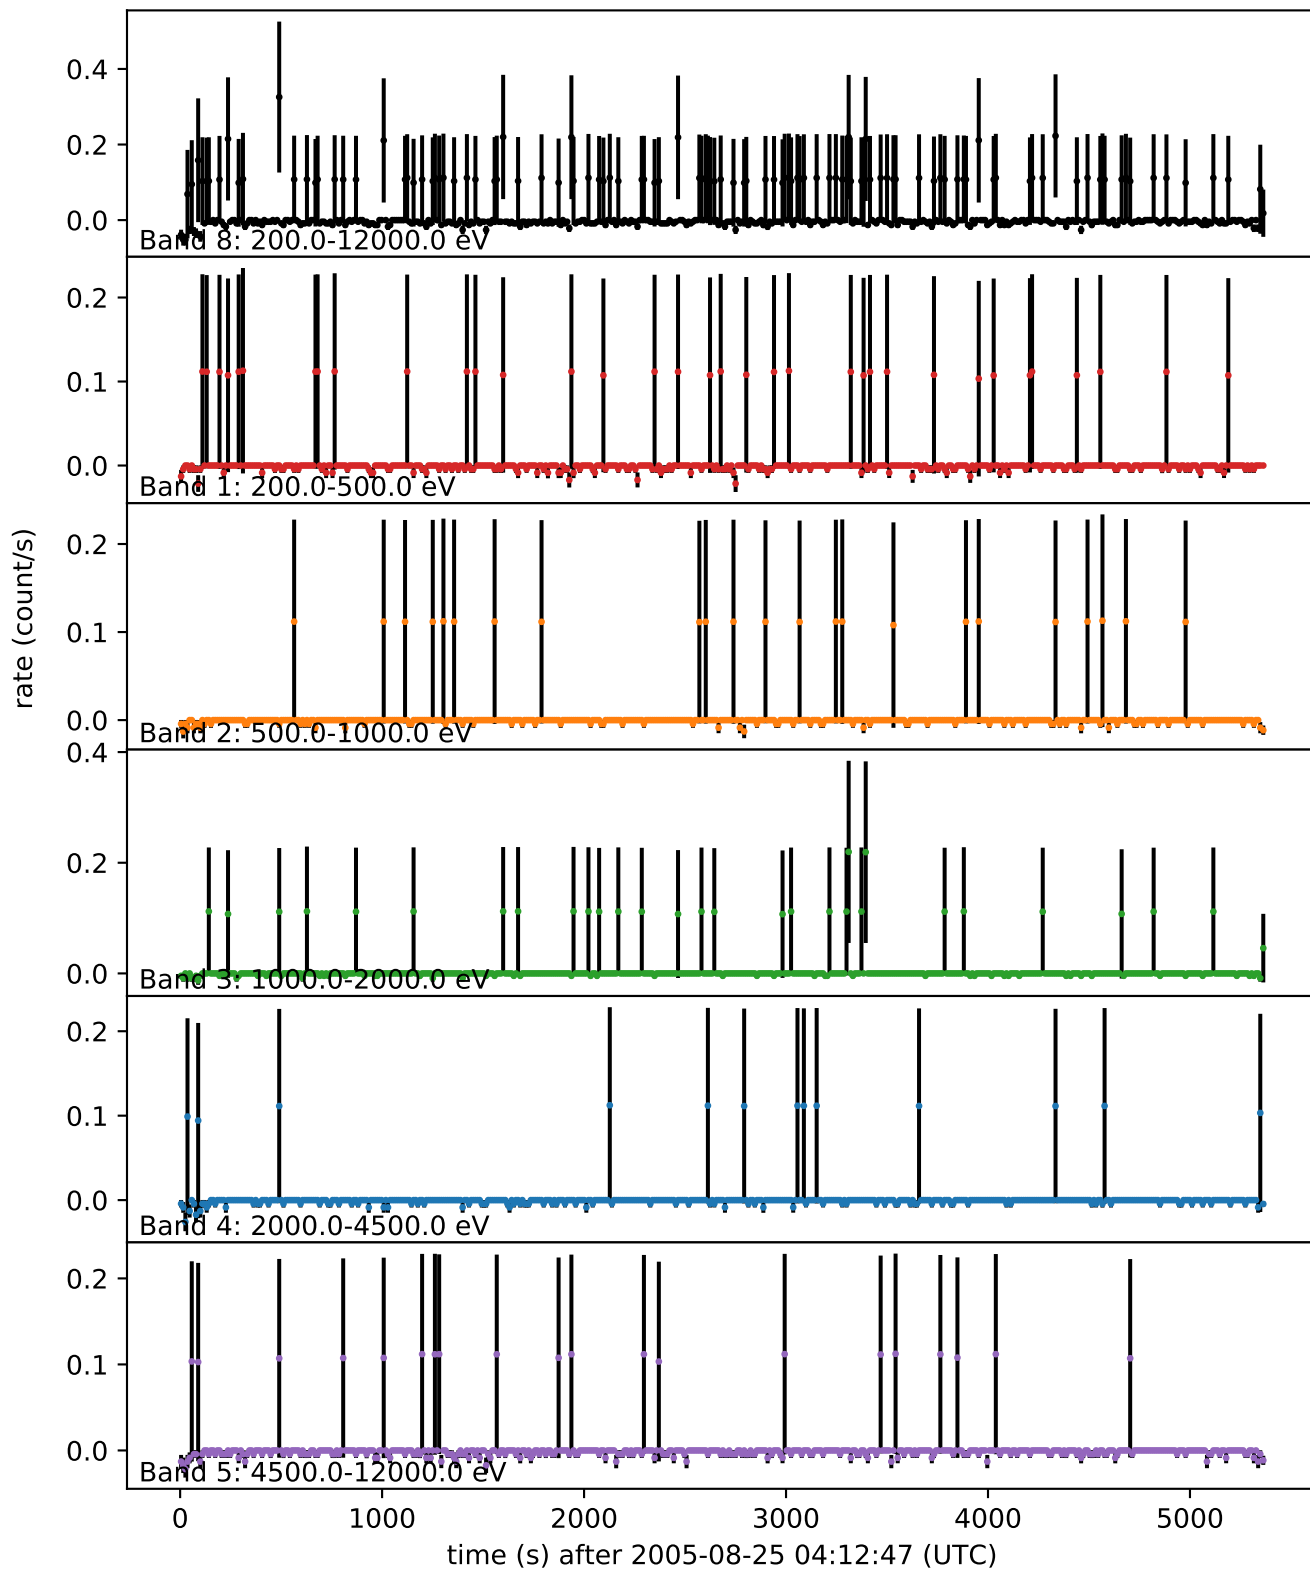 0.4
0.2
0.0
Band 8: 200.0-12000.0 eV
0.2
0.1
0.0
Band 1: 200.0-500.0 eV
0.2
0.1
0.0
Band 2: 500.0-1000.0 eV
rate (count/s)
0.4
0.2
0.0
Band 3: 1000.0-2000.0 eV
0.2
0.1
0.0
Band 4: 2000.0-4500.0 eV
0.2
0.1
0.0
Band 5: 4500.0-12000.0 eV
0 1000 2000 3000 4000 5000
time (s) after 2005-08-25 04:12:47 (UTC)